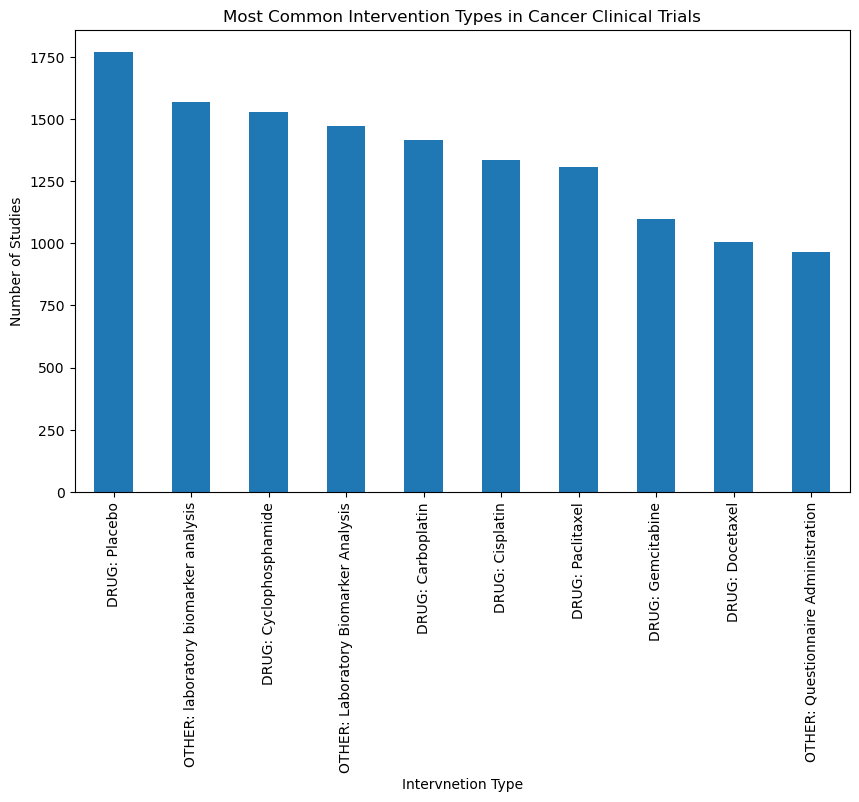 Most Common Intervention Types in Cancer Clinical Trials
Number of Studies
1750
1500
1250
1000
750
500
250
0
DRUG: Placebo
OTHER: laboratory biomarker analysis
DRUG: Cyclophosphamide
OTHER: Laboratory Biomarker Analysis
DRUG: Carboplatin
DRUG: Cisplatin
DRUG: Paclitaxel
DRUG: Gemcitabine
DRUG: Docetaxel
OTHER: Questionnaire Administration
Intervnetion Type